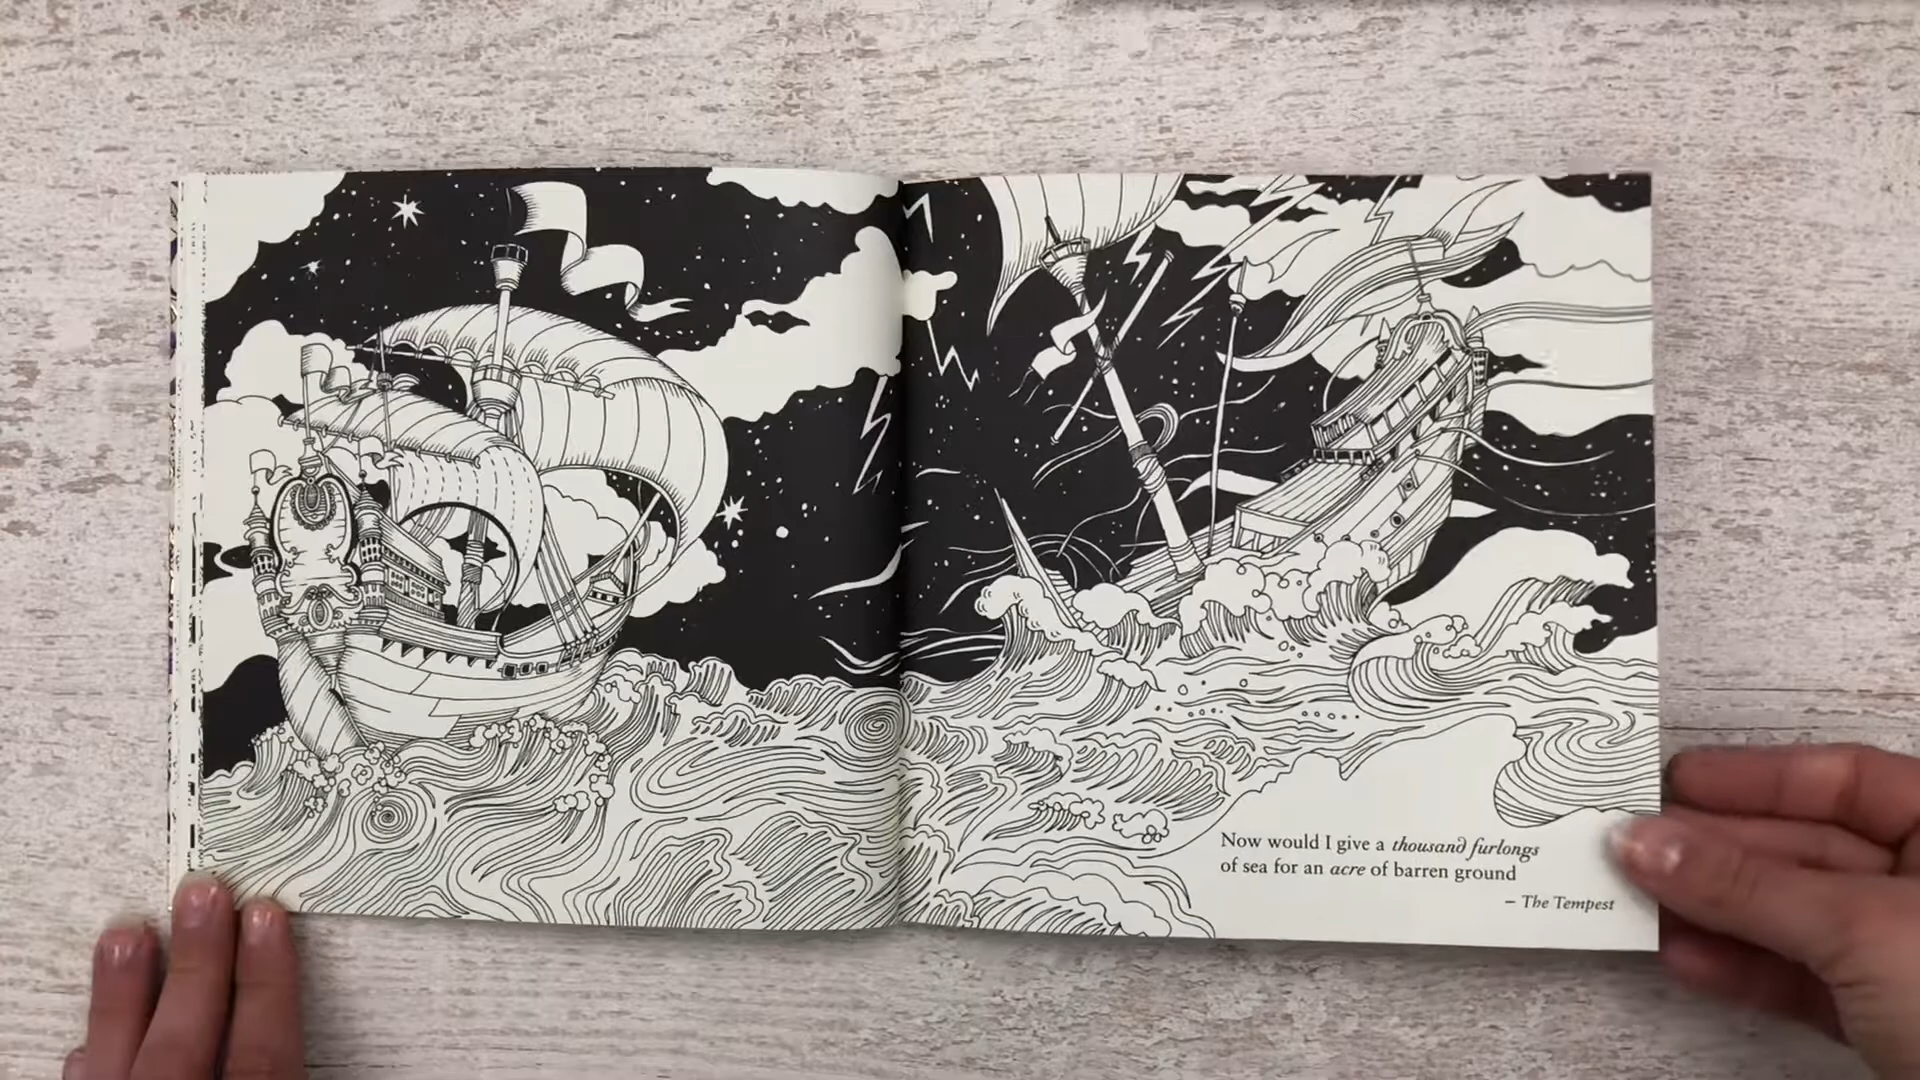 Now would I give a thousand furlongs
of sea for an acre of barren ground
– The Tempest